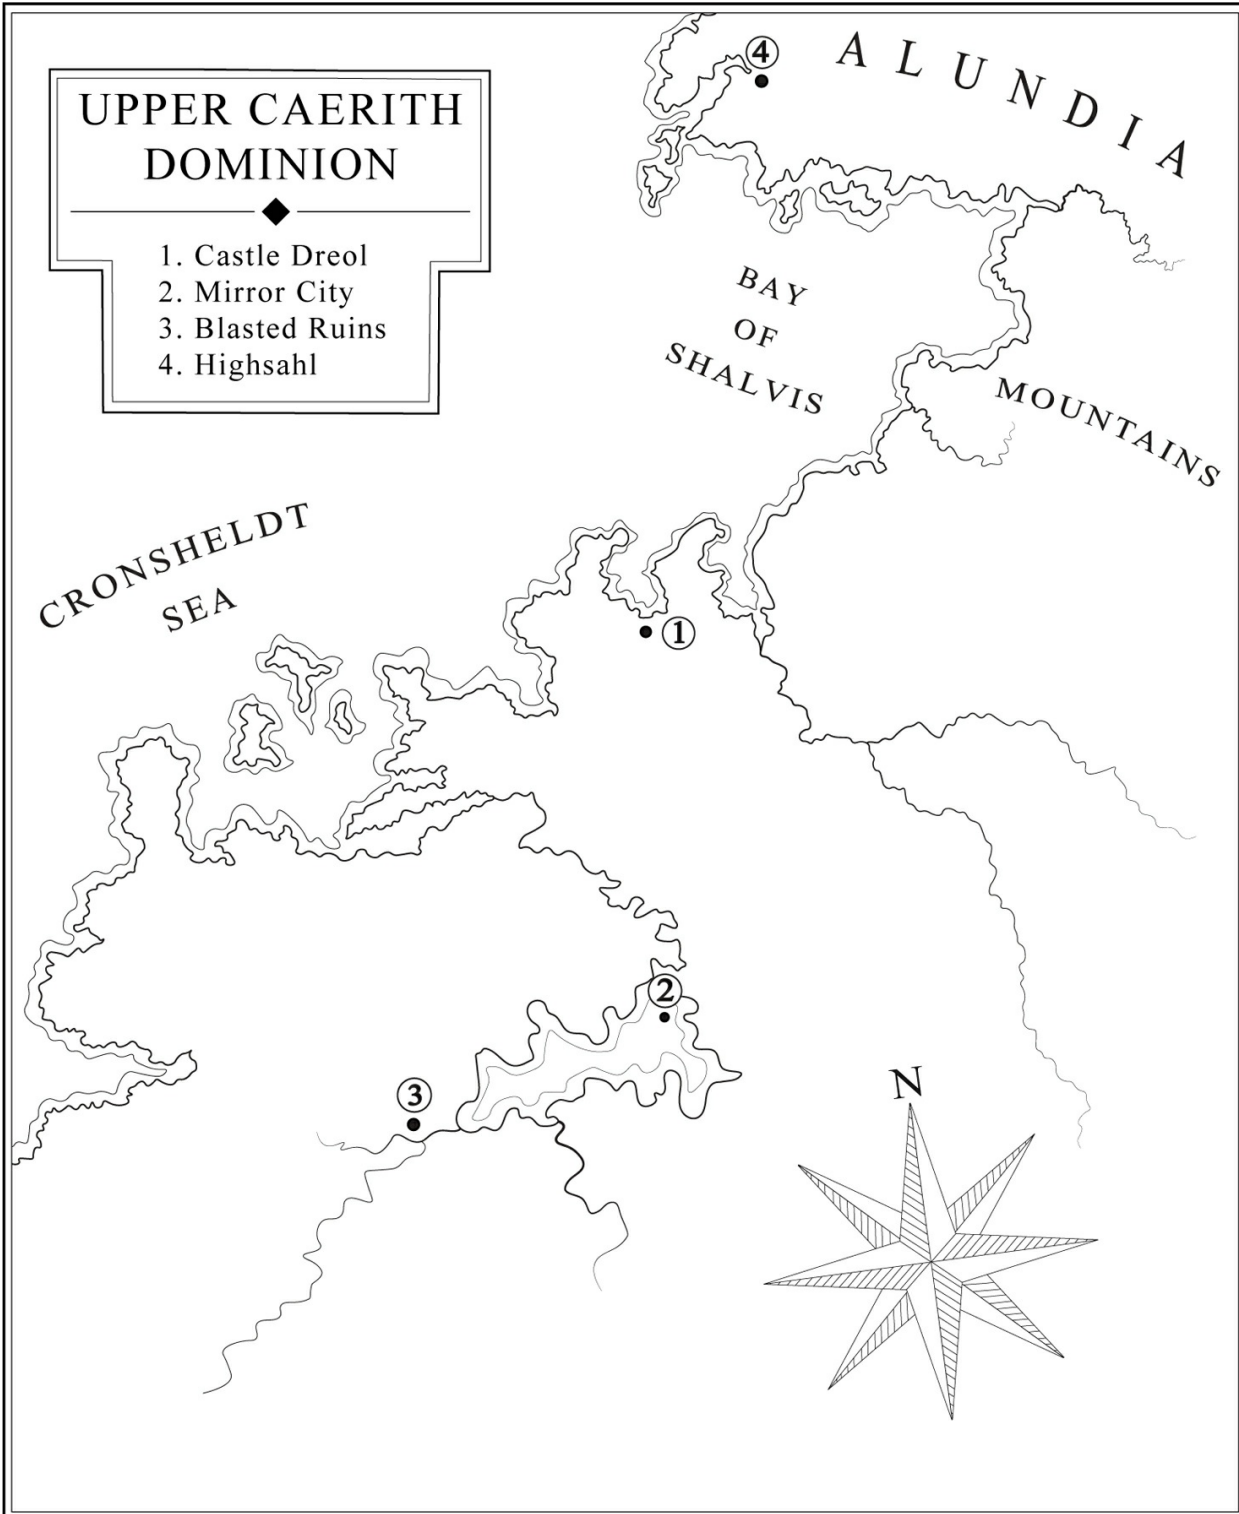 UPPER CAERITH
DOMINION
1. Castle Dreol
2. Mirror City
3. Blasted Ruins
4. Highsahl
4
ALUNDIA
BAY
OF
SHALVIS
MOUNTAINS
CRONSHELDT
SEA
1
2
3
N